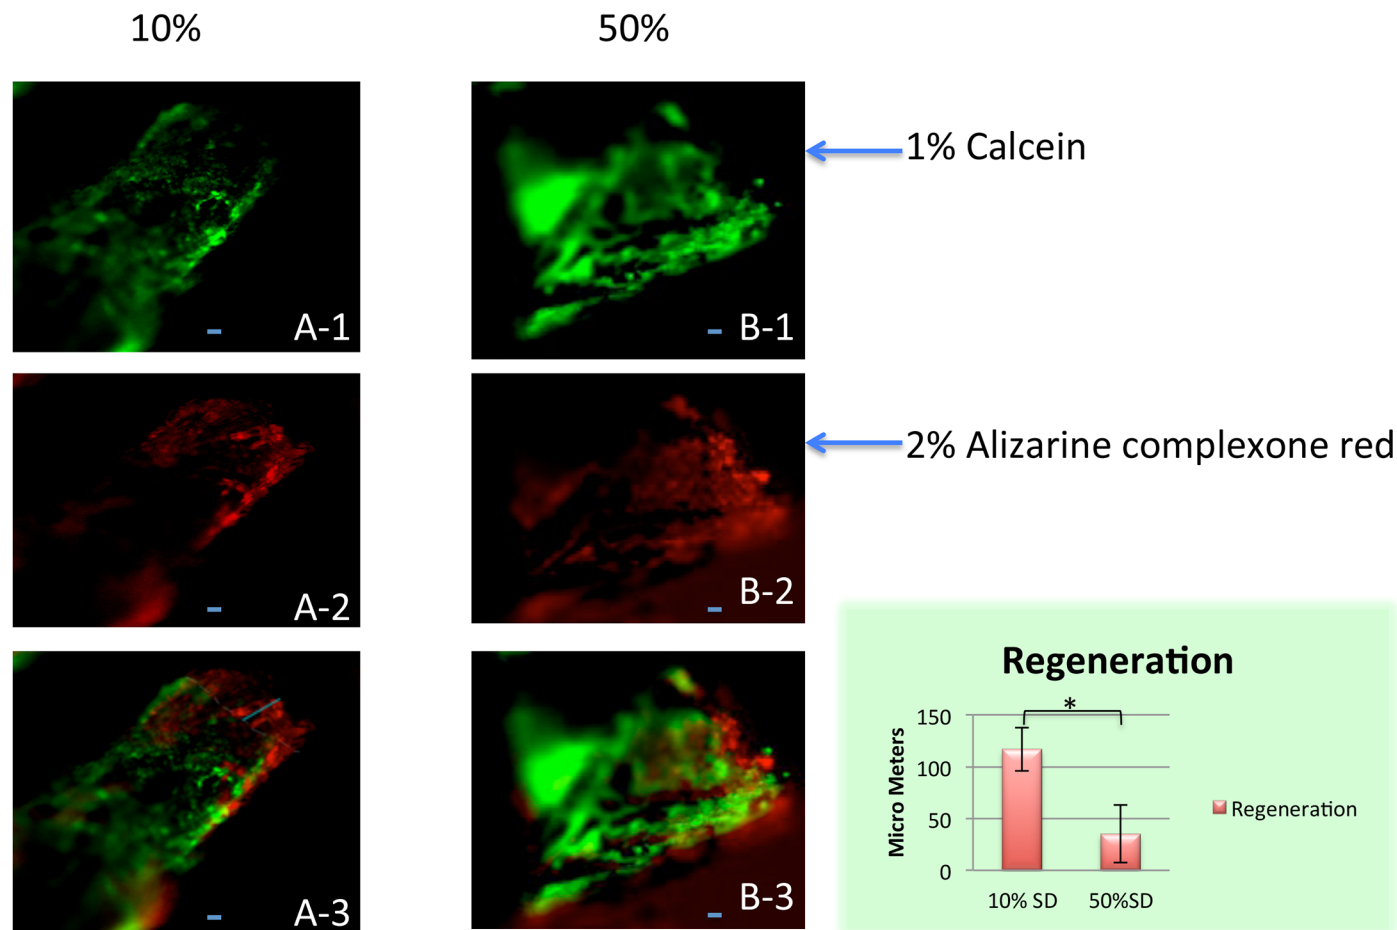 10%
50%
1% Calcein
A-1
B-1
2% Alizarine complexone red
A-2
B-2
A-3
B-3
Regeneration
*
Micro Meters
150
100
50
0
10% SD
50%SD
Regeneration